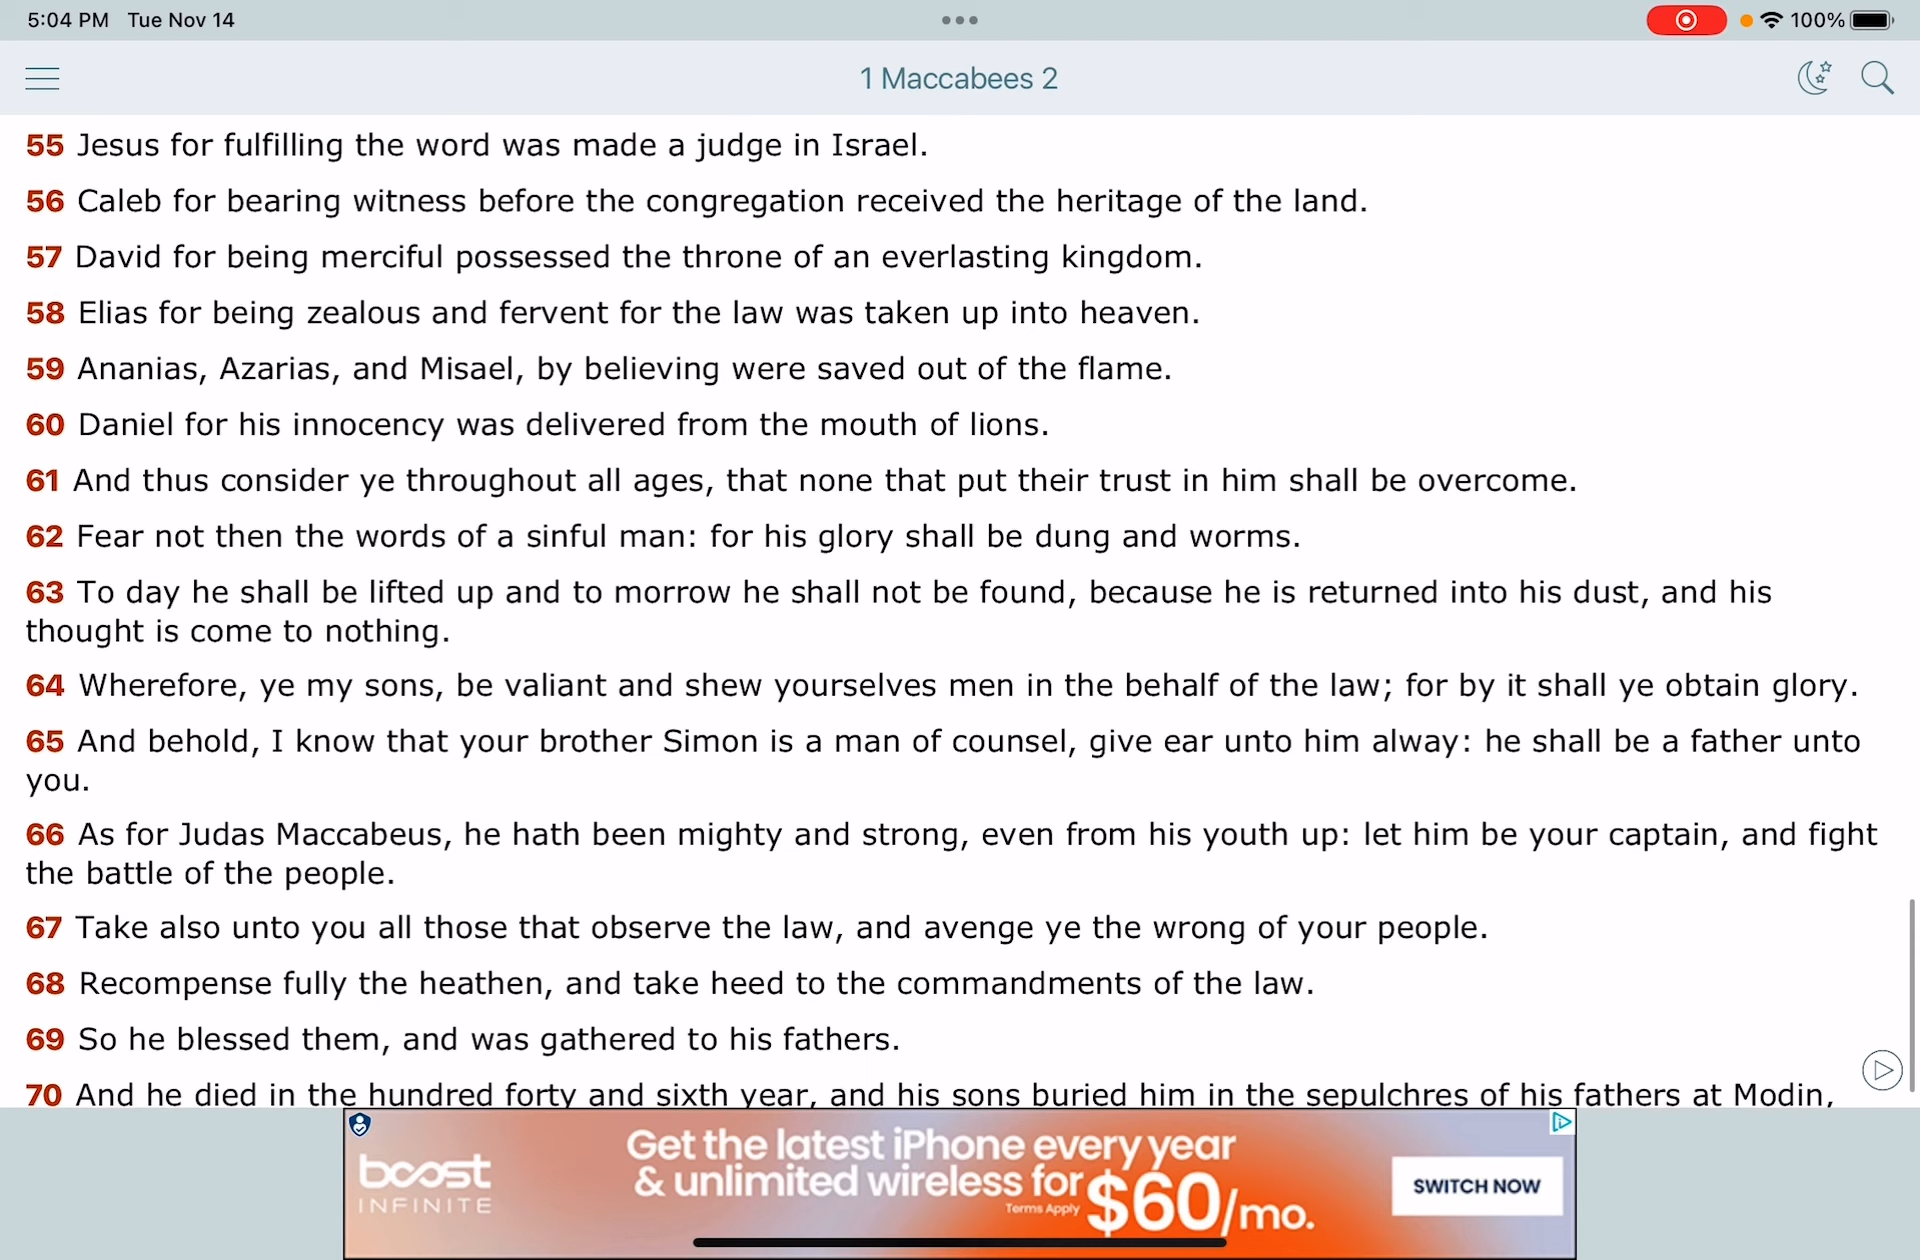 5:04 PM Tue Nov 14
100%
1 Maccabees 2
55 Jesus for fulfilling the word was made a judge in Israel.
56 Caleb for bearing witness before the congregation received the heritage of the land.
57 David for being merciful possessed the throne of an everlasting kingdom.
58 Elias for being zealous and fervent for the law was taken up into heaven.
59 Ananias, Azarias, and Misael, by believing were saved out of the flame.
60 Daniel for his innocency was delivered from the mouth of lions.
61 And thus consider ye throughout all ages, that none that put their trust in him shall be overcome.
62 Fear not then the words of a sinful man: for his glory shall be dung and worms.
63 To day he shall be lifted up and to morrow he shall not be found, because he is returned into his dust, and his
thought is come to nothing.
64 Wherefore, ye my sons, be valiant and shew yourselves men in the behalf of the law; for by it shall ye obtain glory.
65 And behold, I know that your brother Simon is a man of counsel, give ear unto him alway: he shall be a father unto
you.
66 As for Judas Maccabeus, he hath been mighty and strong, even from his youth up: let him be your captain, and fight
the battle of the people.
67 Take also unto you all those that observe the law, and avenge ye the wrong of your people.
68 Recompense fully the heathen, and take heed to the commandments of the law.
69 So he blessed them, and was gathered to his fathers.
70 And he died in the hundred forty and sixth year, and his sons buried him in the sepulchres of his fathers at Modin,
boost
INFINITE
Get the latest iPhone every year
& unlimited wireless for $60/mo.
Terms Apply
SWITCH NOW